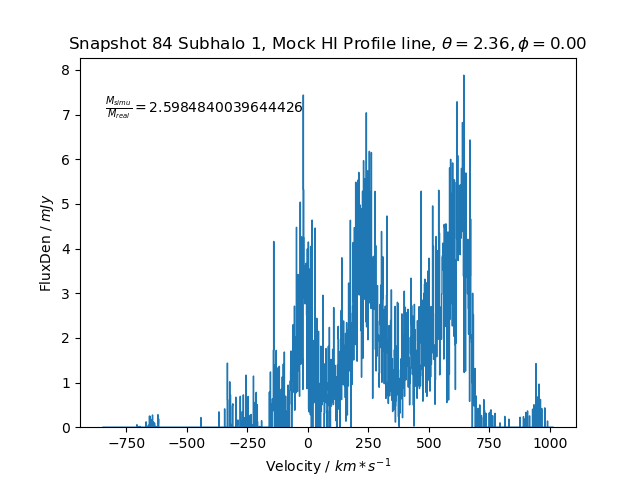 Snapshot 84 Subhalo 1, Mock HI Profile line, θ = 2.36, ϕ = 0.00
M_simu/M_real = 2.5984840039644426
FluxDen / mJy
8
7
6
5
4
3
2
1
0
−750 −500 −250 0 250 500 750 1000
Velocity / km * s⁻¹